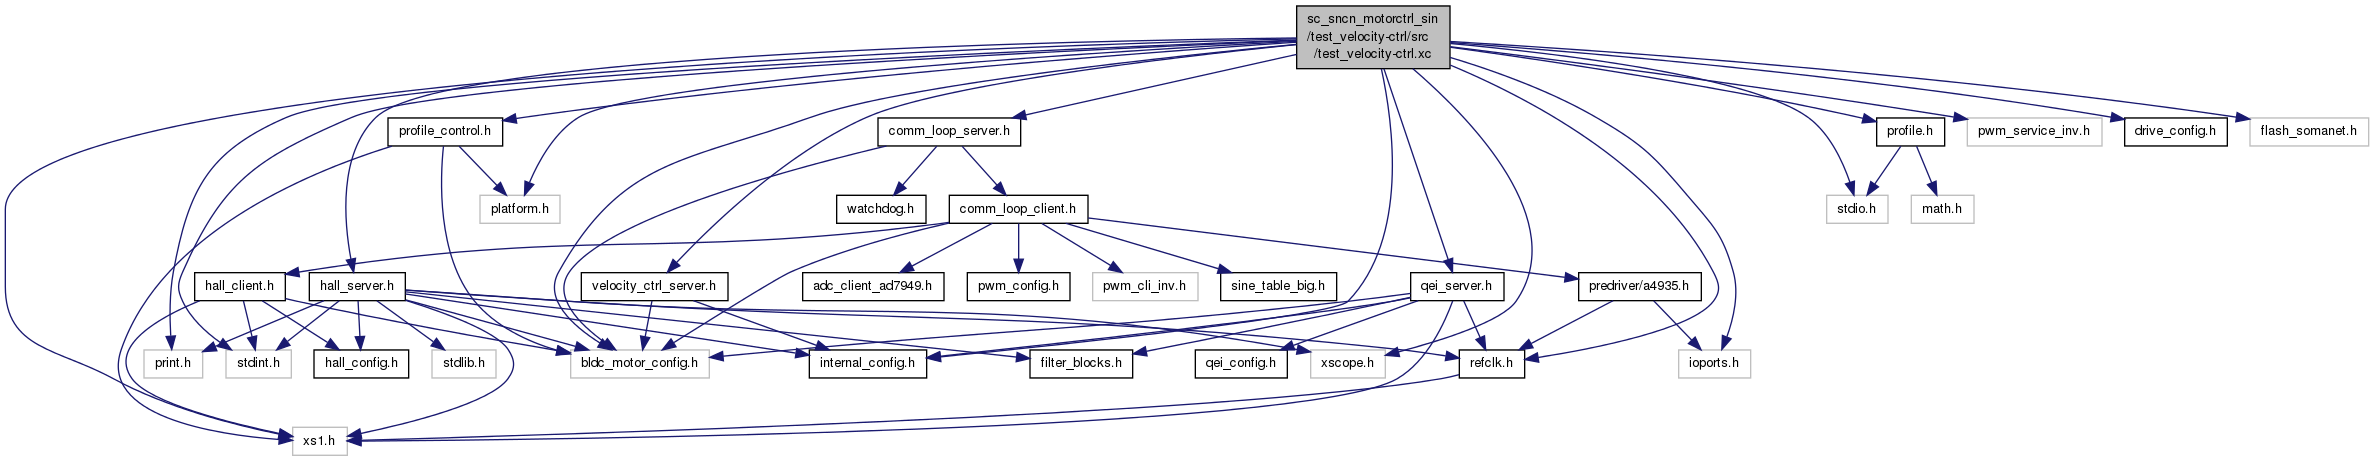 sc_sncn_motorctrl_sin
/test_velocity-ctrl/src
/test_velocity-ctrl.xc
profile_control.h
comm_loop_server.h
profile.h
pwm_service_inv.h
drive_config.h
flash_somanet.h
platform.h
watchdog.h
comm_loop_client.h
stdio.h
math.h
hall_client.h
hall_server.h
velocity_ctrl_server.h
adc_client_ad7949.h
pwm_config.h
pwm_cli_inv.h
sine_table_big.h
qei_server.h
predriver/a4935.h
print.h
stdint.h
hall_config.h
stdlib.h
bldc_motor_config.h
internal_config.h
filter_blocks.h
qei_config.h
xscope.h
refclk.h
ioports.h
xs1.h